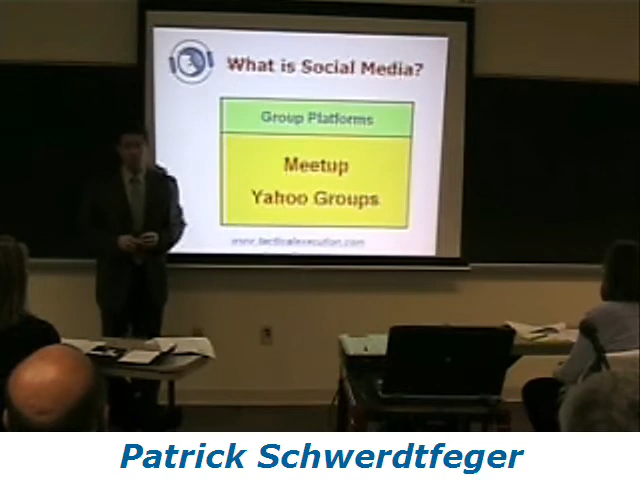 What is Social Media?
Group Platforms
Meetup
Yahoo Groups
www.tacticalexecution.com
Patrick Schwerdtfeger